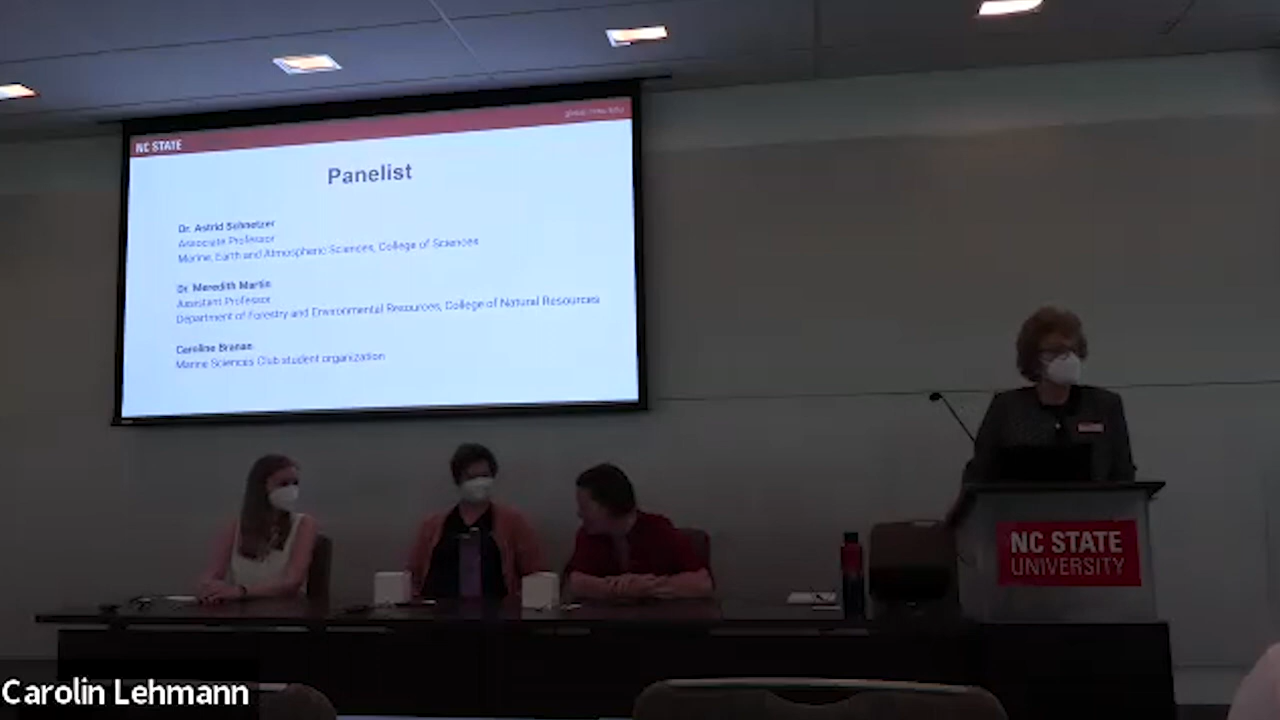 NC STATE
Panelist
Dr. Astrid Schnetzer
Associate Professor
Marine, Earth and Atmospheric Sciences, College of Sciences
Dr. Meredith Martin
Assistant Professor
Department of Forestry and Environmental Resources, College of Natural Resources
Caroline Branan
Marine Sciences Club student organization
NC STATE
UNIVERSITY
Carolin Lehmann